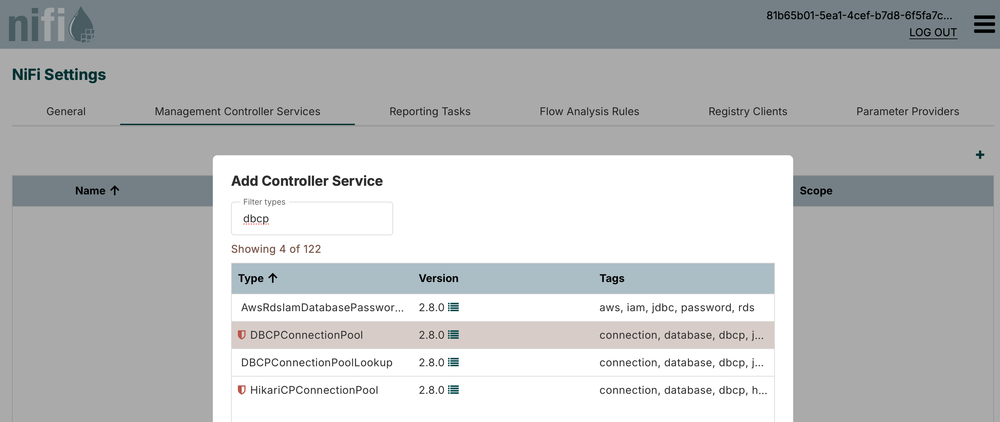 nifi
81b65b01-5ea1-4cef-b7d8-6f5fa7c...
LOG OUT
NiFi Settings
General Management Controller Services Reporting Tasks Flow Analysis Rules Registry Clients Parameter Providers
Name Scope
Add Controller Service
Filter types
dbcp
Showing 4 of 122
Type Version Tags
AwsRdsIamDatabasePasswor... 2.8.0 aws, iam, jdbc, password, rds
DBCPConnectionPool 2.8.0 connection, database, dbcp, j...
DBCPConnectionPoolLookup 2.8.0 connection, database, dbcp, j...
HikariCPConnectionPool 2.8.0 connection, database, dbcp, h...